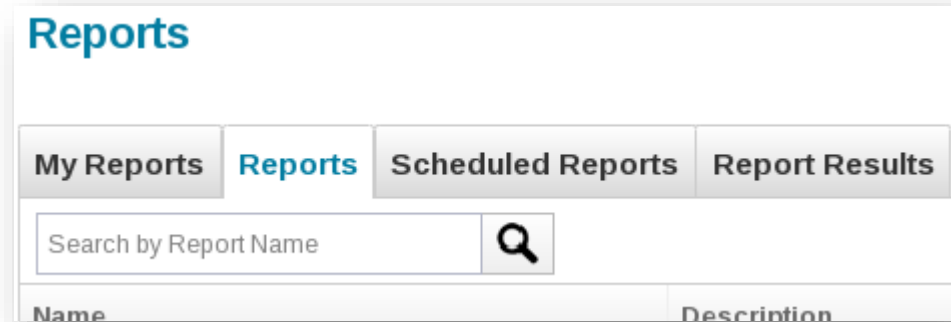 Reports
My Reports Reports Scheduled Reports Report Results
Search by Report Name
Name Description